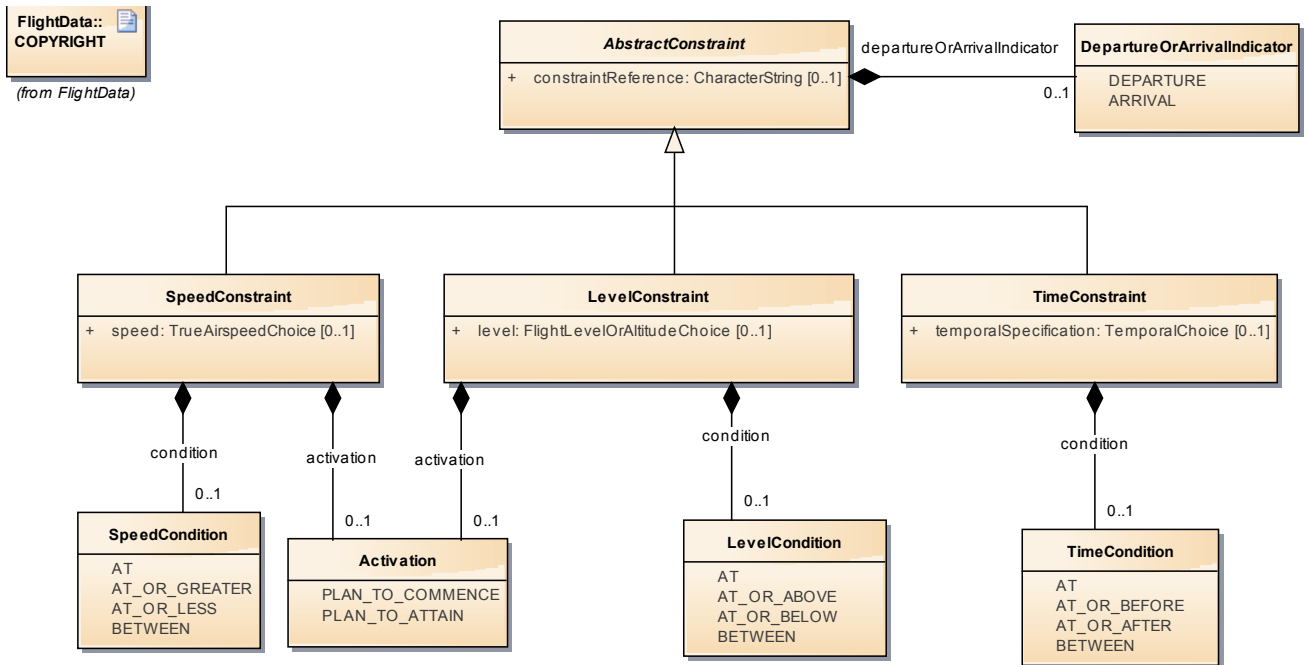 FlightData::
COPYRIGHT
(from FlightData)
AbstractConstraint
+ constraintReference: CharacterString [0..1]
departureOrArrivalIndicator
0..1
DepartureOrArrivalIndicator
DEPARTURE
ARRIVAL
SpeedConstraint
+ speed: TrueAirspeedChoice [0..1]
LevelConstraint
+ level: FlightLevelOrAltitudeChoice [0..1]
TimeConstraint
+ temporalSpecification: TemporalChoice [0..1]
condition
0..1
activation
0..1
activation
0..1
condition
0..1
condition
0..1
SpeedCondition
AT
AT_OR_GREATER
AT_OR_LESS
BETWEEN
Activation
PLAN_TO_COMMENCE
PLAN_TO_ATTAIN
LevelCondition
AT
AT_OR_ABOVE
AT_OR_BELOW
BETWEEN
TimeCondition
AT
AT_OR_BEFORE
AT_OR_AFTER
BETWEEN